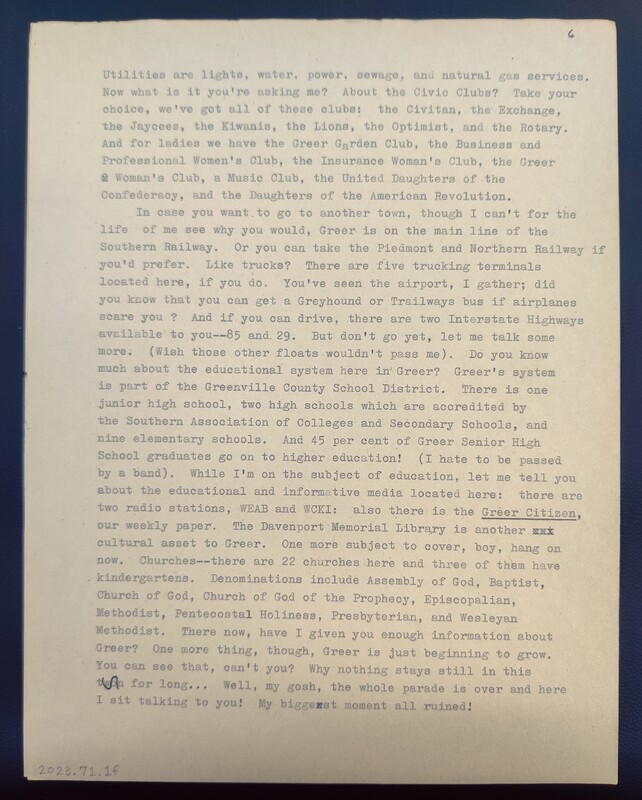 6
Utilities are lights, water, power, sewage, and natural gas services.
Now what is it you're asking me?  About the Civic Clubs?  Take your
choice, we've got all of these clubs:  the Civitan, the Exchange,
the Jaycees, the Kiwanis, the Lions, the Optimist, and the Rotary.
And for ladies we have the Greer Garden Club, the Business and
Professional Women's Club, the Insurance Woman's Club, the Greer
Woman's Club, a Music Club, the United Daughters of the
Confederacy, and the Daughters of the American Revolution.
In case you want to go to another town, though I can't for the
life of me see why you would, Greer is on the main line of the
Southern Railway.  Or you can take the Piedmont and Northern Railway if
you'd prefer.  Like trucks?  There are five trucking terminals
located here, if you do.  You've seen the airport, I gather; did
you know that you can get a Greyhound or Trailways bus if airplanes
scare you ?  And if you can drive, there are two Interstate Highways
available to you--85 and 29.  But don't go yet, let me talk some
more.  (Wish those other floats wouldn't pass me).  Do you know
much about the educational system here in Greer?  Greer's system
is part of the Greenville County School District.  There is one
junior high school, two high schools which are accredited by
the Southern Association of Colleges and Secondary Schools, and
nine elementary schools.  And 45 per cent of Greer Senior High
School graduates go on to higher education!  (I hate to be passed
by a band).  While I'm on the subject of education, let me tell you
about the educational and informative media located here:  there are
two radio stations, WEAB and WCKI:  also there is the Greer Citizen,
our weekly paper.  The Davenport Memorial Library is another xxx
cultural asset to Greer.  One more subject to cover, boy, hang on
now.  Churches--there are 22 churches here and three of them have
kindergartens.  Denominations include Assembly of God, Baptist,
Church of God, Church of God of the Prophecy, Episcopalian,
Methodist, Pentecostal Holiness, Presbyterian, and Wesleyan
Methodist.  There now, have I given you enough information about
Greer?  One more thing, though, Greer is just beginning to grow.
You can see that, can't you?  Why nothing stays still in this
town for long...  Well, my gosh, the whole parade is over and here
I sit talking to you!  My biggest moment all ruined!
2023.71.1f